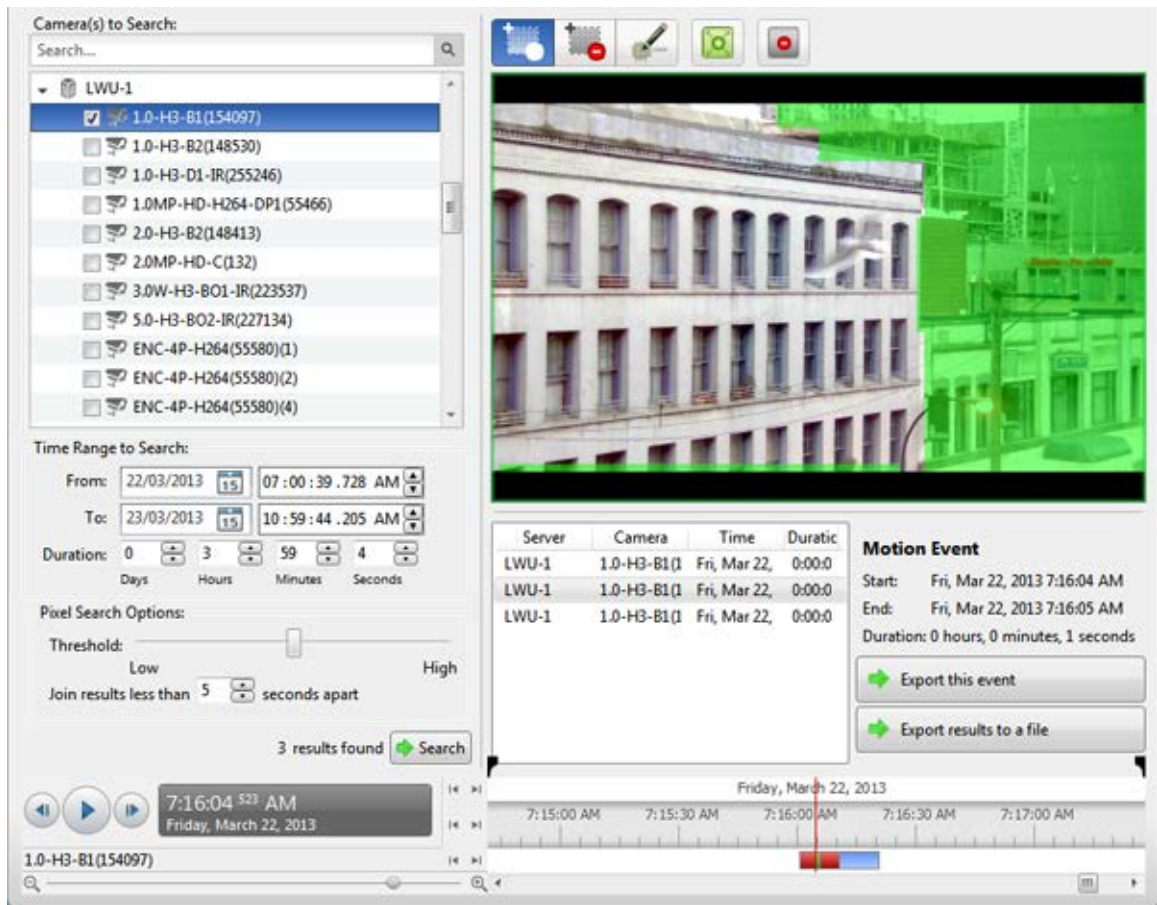 Camera(s) to Search:
Search...
LWU-1
1.0-H3-B1(154097)
1.0-H3-B2(148530)
1.0-H3-D1-IR(255246)
1.0MP-HD-H264-DP1(55466)
2.0-H3-B2(148413)
2.0MP-HD-C(132)
3.0W-H3-BO1-IR(223537)
5.0-H3-BO2-IR(227134)
ENC-4P-H264(55580)(1)
ENC-4P-H264(55580)(2)
ENC-4P-H264(55580)(4)
Time Range to Search:
From: 22/03/2013 15 07:00:39.728 AM
To: 23/03/2013 15 10:59:44.205 AM
Duration: 0 3 59 4
Days Hours Minutes Seconds
Pixel Search Options:
Threshold:
Low High
Join results less than 5 seconds apart
3 results found Search
Server Camera Time Duratic
LWU-1 1.0-H3-B1(1 Fri, Mar 22, 0:00:0
LWU-1 1.0-H3-B1(1 Fri, Mar 22, 0:00:0
LWU-1 1.0-H3-B1(1 Fri, Mar 22, 0:00:0
Motion Event
Start: Fri, Mar 22, 2013 7:16:04 AM
End: Fri, Mar 22, 2013 7:16:05 AM
Duration: 0 hours, 0 minutes, 1 seconds
Export this event
Export results to a file
7:16:04 523 AM
Friday, March 22, 2013
Friday, March 22, 2013
7:15:00 AM 7:15:30 AM 7:16:00 AM 7:16:30 AM 7:17:00 AM
1.0-H3-B1(154097)